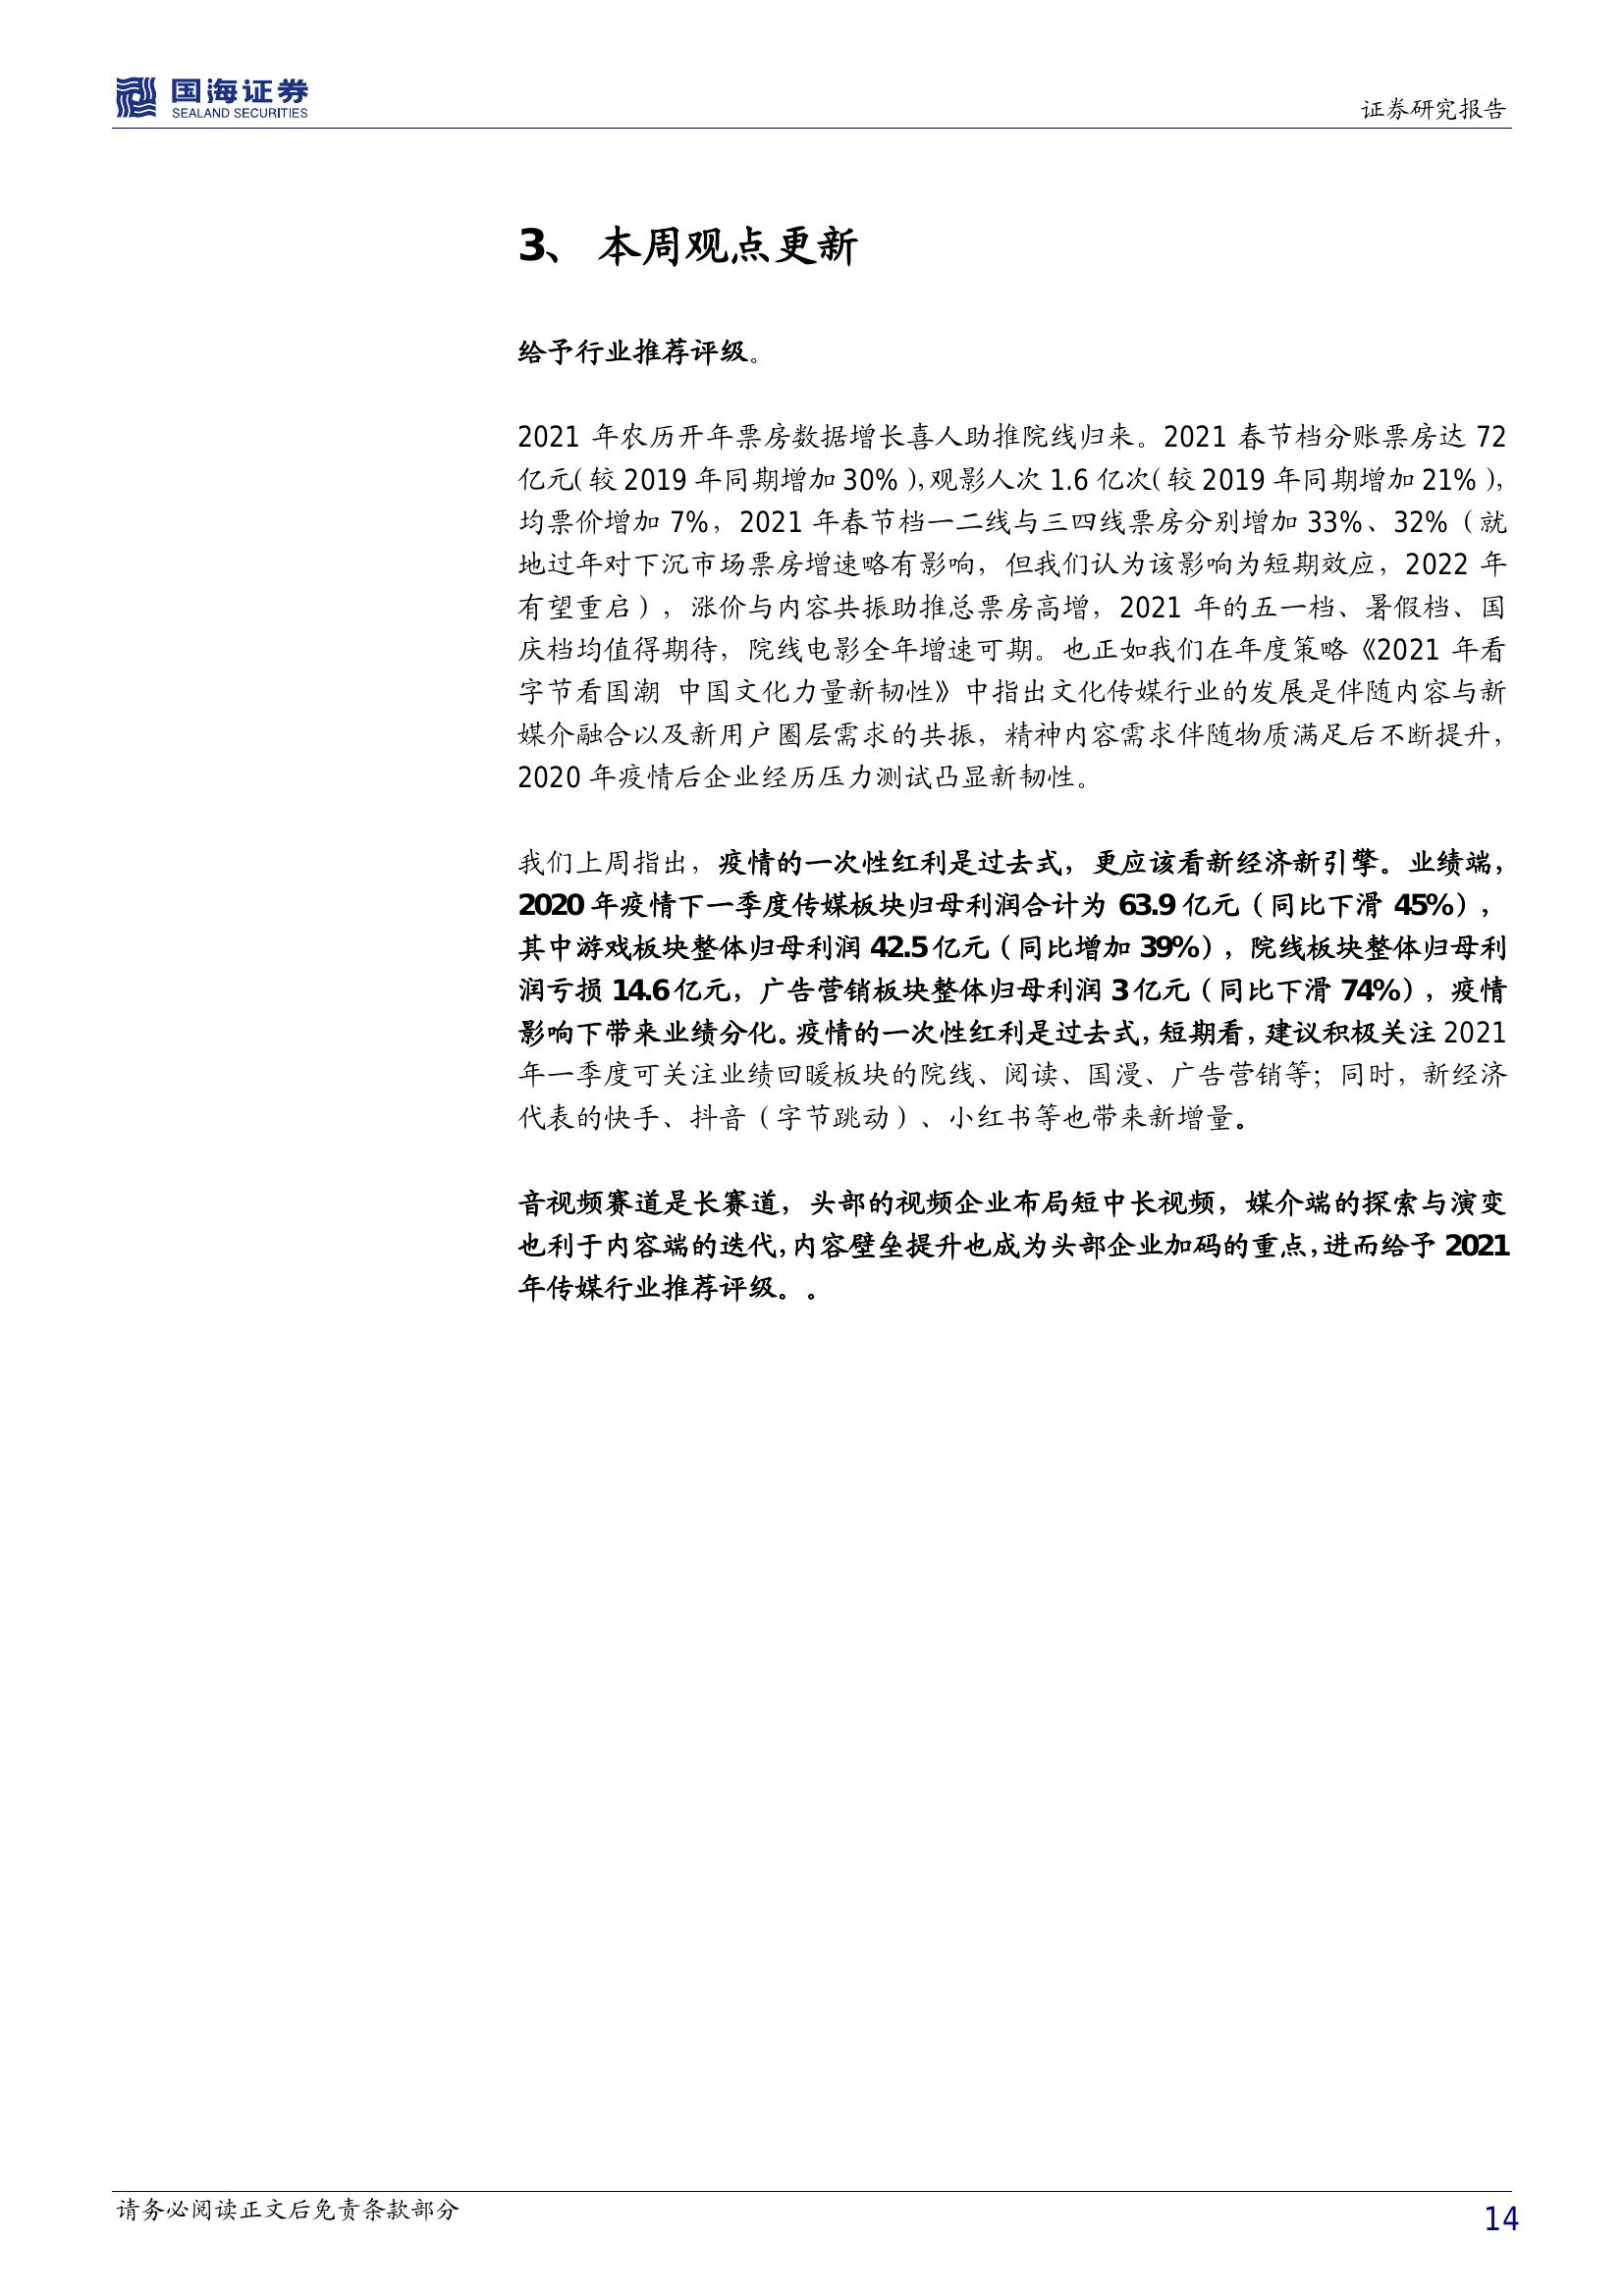 国海证券
SEALAND SECURITIES
证券研究报告
3、 本周观点更新
给予行业推荐评级。
2021 年农历开年票房数据增长喜人助推院线归来。2021 春节档分账票房达 72
亿元(较 2019 年同期增加 30%),观影人次 1.6 亿次(较 2019 年同期增加 21%),
均票价增加 7%，2021 年春节档一二线与三四线票房分别增加 33%、32%（就
地过年对下沉市场票房增速略有影响，但我们认为该影响为短期效应，2022 年
有望重启），涨价与内容共振助推总票房高增，2021 年的五一档、暑假档、国
庆档均值得期待，院线电影全年增速可期。也正如我们在年度策略《2021 年看
字节看国潮 中国文化力量新韧性》中指出文化传媒行业的发展是伴随内容与新
媒介融合以及新用户圈层需求的共振，精神内容需求伴随物质满足后不断提升，
2020 年疫情后企业经历压力测试凸显新韧性。
我们上周指出，疫情的一次性红利是过去式，更应该看新经济新引擎。业绩端，
2020 年疫情下一季度传媒板块归母利润合计为 63.9 亿元（同比下滑 45%），
其中游戏板块整体归母利润 42.5 亿元（同比增加 39%），院线板块整体归母利
润亏损 14.6 亿元，广告营销板块整体归母利润 3 亿元（同比下滑 74%），疫情
影响下带来业绩分化。疫情的一次性红利是过去式，短期看，建议积极关注 2021
年一季度可关注业绩回暖板块的院线、阅读、国漫、广告营销等；同时，新经济
代表的快手、抖音（字节跳动）、小红书等也带来新增量。
音视频赛道是长赛道，头部的视频企业布局短中长视频，媒介端的探索与演变
也利于内容端的迭代，内容壁垒提升也成为头部企业加码的重点，进而给予 2021
年传媒行业推荐评级。。
请务必阅读正文后免责条款部分
14